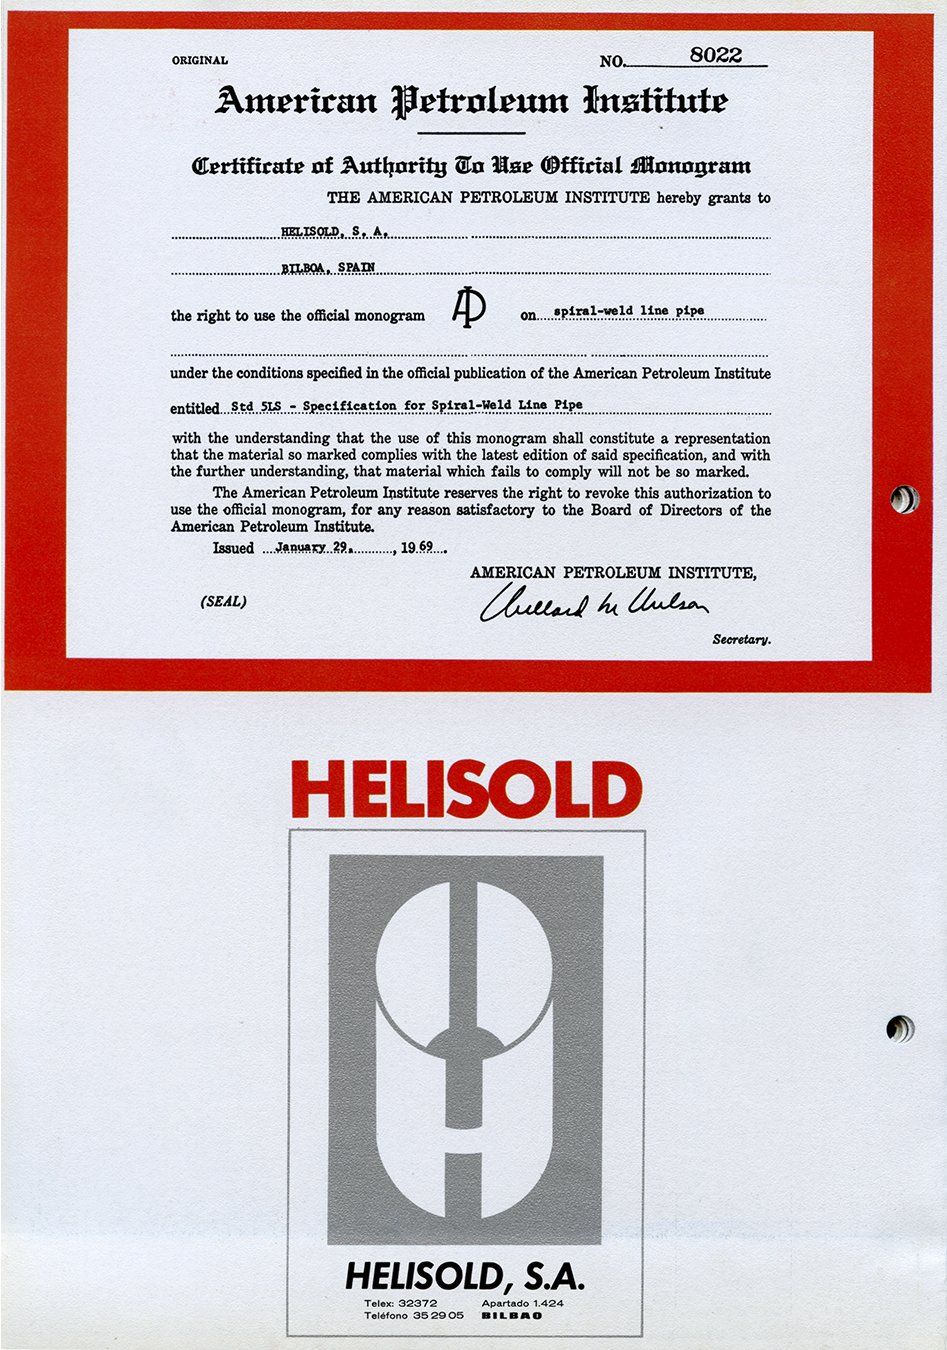 ORIGINAL
NO. 8022
American Petroleum Institute
Certificate of Authority To Use Official Monogram
THE AMERICAN PETROLEUM INSTITUTE hereby grants to
HELISOLD, S. A.
BILBOA, SPAIN
the right to use the official monogram API on spiral-weld line pipe
under the conditions specified in the official publication of the American Petroleum Institute
entitled Std 5LS - Specification for Spiral-Weld Line Pipe
with the understanding that the use of this monogram shall constitute a representation
that the material so marked complies with the latest edition of said specification, and with
the further understanding, that material which fails to comply will not be so marked.
The American Petroleum Institute reserves the right to revoke this authorization to
use the official monogram, for any reason satisfactory to the Board of Directors of the
American Petroleum Institute.
Issued January 29, , 1969 .
AMERICAN PETROLEUM INSTITUTE,
(SEAL)
Secretary.
HELISOLD
HELISOLD, S.A.
Telex: 32372 Apartado 1.424
Teléfono 35 29 05 BILBAO